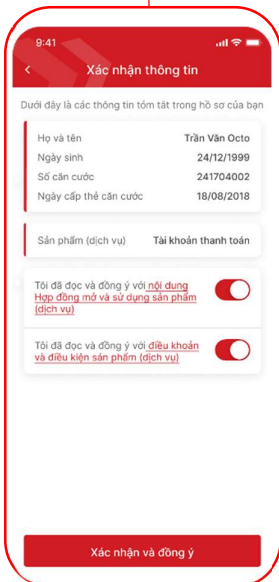 9:41
Xác nhận thông tin
Dưới đây là các thông tin tóm tắt trong hồ sơ của bạn
Họ và tên Trần Văn Octo
Ngày sinh 24/12/1999
Số căn cước 241704002
Ngày cấp thẻ căn cước 18/08/2018
Sản phẩm (dịch vụ) Tài khoản thanh toán
Tôi đã đọc và đồng ý với nội dung
Hợp đồng mở và sử dụng sản phẩm
(dịch vụ)
Tôi đã đọc và đồng ý với điều khoản
và điều kiện sản phẩm (dịch vụ)
Xác nhận và đồng ý